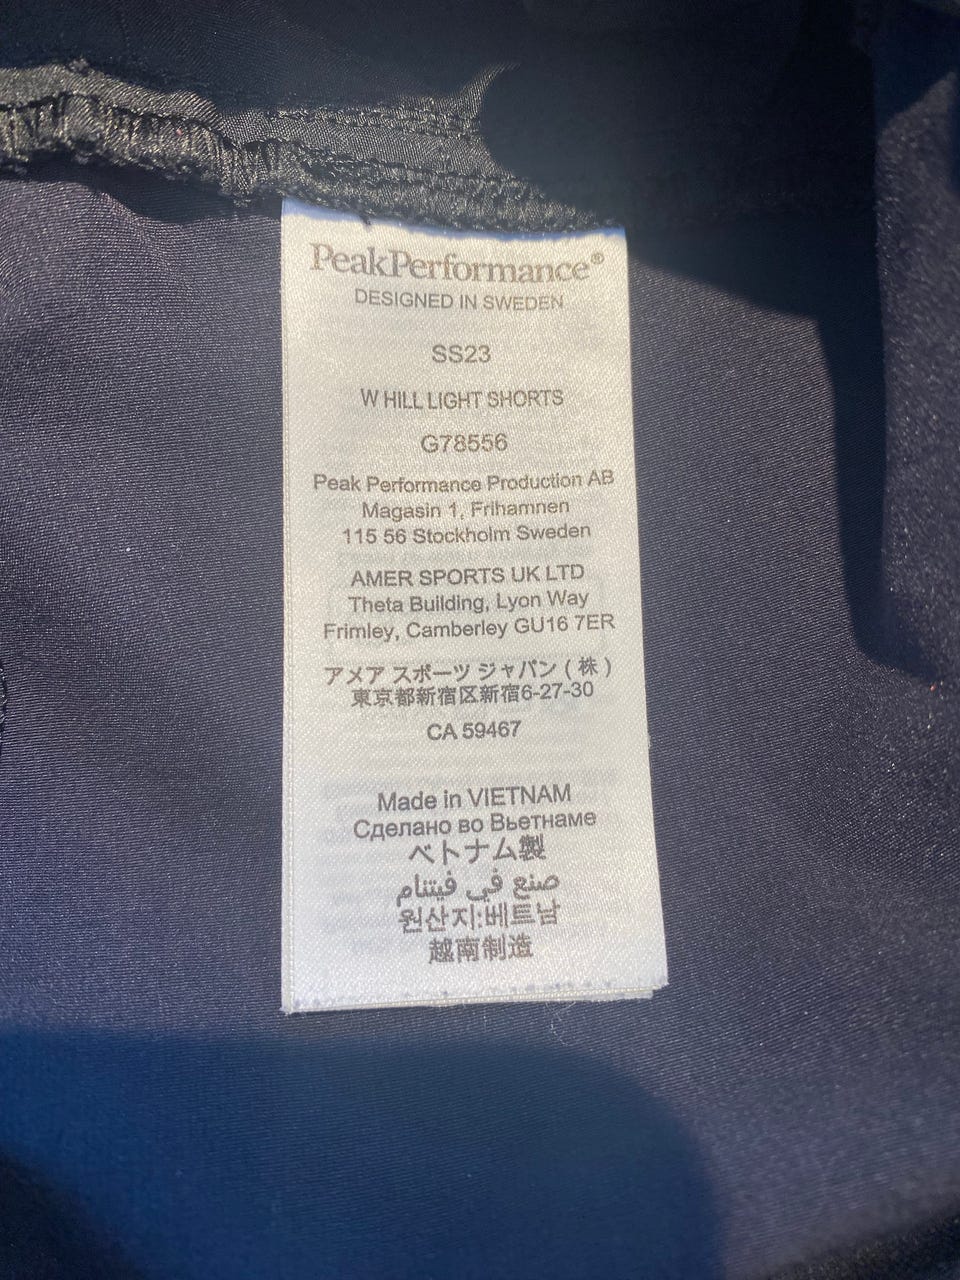 PeakPerformance®
DESIGNED IN SWEDEN
SS23
W HILL LIGHT SHORTS
G78556
Peak Performance Production AB
Magasin 1, Frihamnen
115 56 Stockholm Sweden
AMER SPORTS UK LTD
Theta Building, Lyon Way
Frimley, Camberley GU16 7ER
アメア スポーツ ジャパン ( 株 )
東京都新宿区新宿6-27-30
CA 59467
Made in VIETNAM
Сделано во Вьетнаме
ベトナム製
صنع في فيتنام
원산지:베트남
越南制造